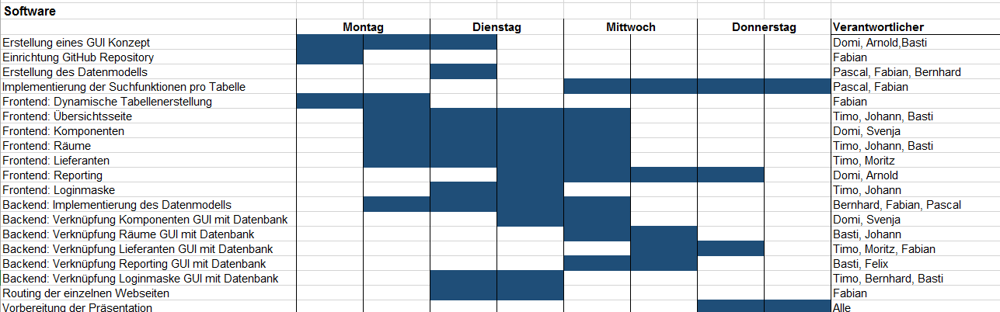 Software
Montag Dienstag Mittwoch Donnerstag Verantwortlicher
Erstellung eines GUI Konzept Domi, Arnold,Basti
Einrichtung GitHub Repository Fabian
Erstellung des Datenmodells Pascal, Fabian, Bernhard
Implementierung der Suchfunktionen pro Tabelle Pascal, Fabian
Frontend: Dynamische Tabellenerstellung Fabian
Frontend: Übersichtsseite Timo, Johann, Basti
Frontend: Komponenten Domi, Svenja
Frontend: Räume Timo, Johann, Basti
Frontend: Lieferanten Timo, Moritz
Frontend: Reporting Domi, Arnold
Frontend: Loginmaske Timo, Johann
Backend: Implementierung des Datenmodells Bernhard, Fabian, Pascal
Backend: Verknüpfung Komponenten GUI mit Datenbank Domi, Svenja
Backend: Verknüpfung Räume GUI mit Datenbank Basti, Johann
Backend: Verknüpfung Lieferanten GUI mit Datenbank Timo, Moritz, Fabian
Backend: Verknüpfung Reporting GUI mit Datenbank Basti, Felix
Backend: Verknüpfung Loginmaske GUI mit Datenbank Timo, Bernhard, Basti
Routing der einzelnen Webseiten Fabian
Vorbereitung der Präsentation Alle